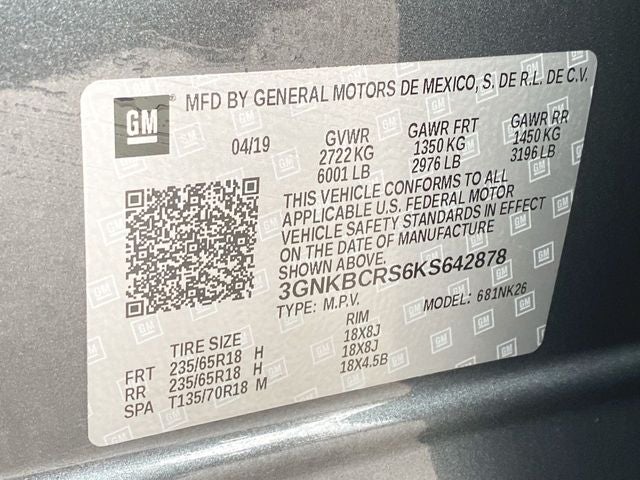 GM ® MFD BY GENERAL MOTORS DE MEXICO, S. DE R.L. DE C.V.
04/19 GVWR GAWR FRT GAWR RR
2722 KG 1350 KG 1450 KG
6001 LB 2976 LB 3196 LB
THIS VEHICLE CONFORMS TO ALL
APPLICABLE U.S. FEDERAL MOTOR
VEHICLE SAFETY STANDARDS IN EFFECT
ON THE DATE OF MANUFACTURE
SHOWN ABOVE.
3GNKBCRS6KS642878
TYPE: M.P.V. MODEL: 681NK26
TIRE SIZE RIM
FRT 235/65R18 H 18X8J
RR 235/65R18 H 18X8J
SPA T135/70R18 M 18X4.5B